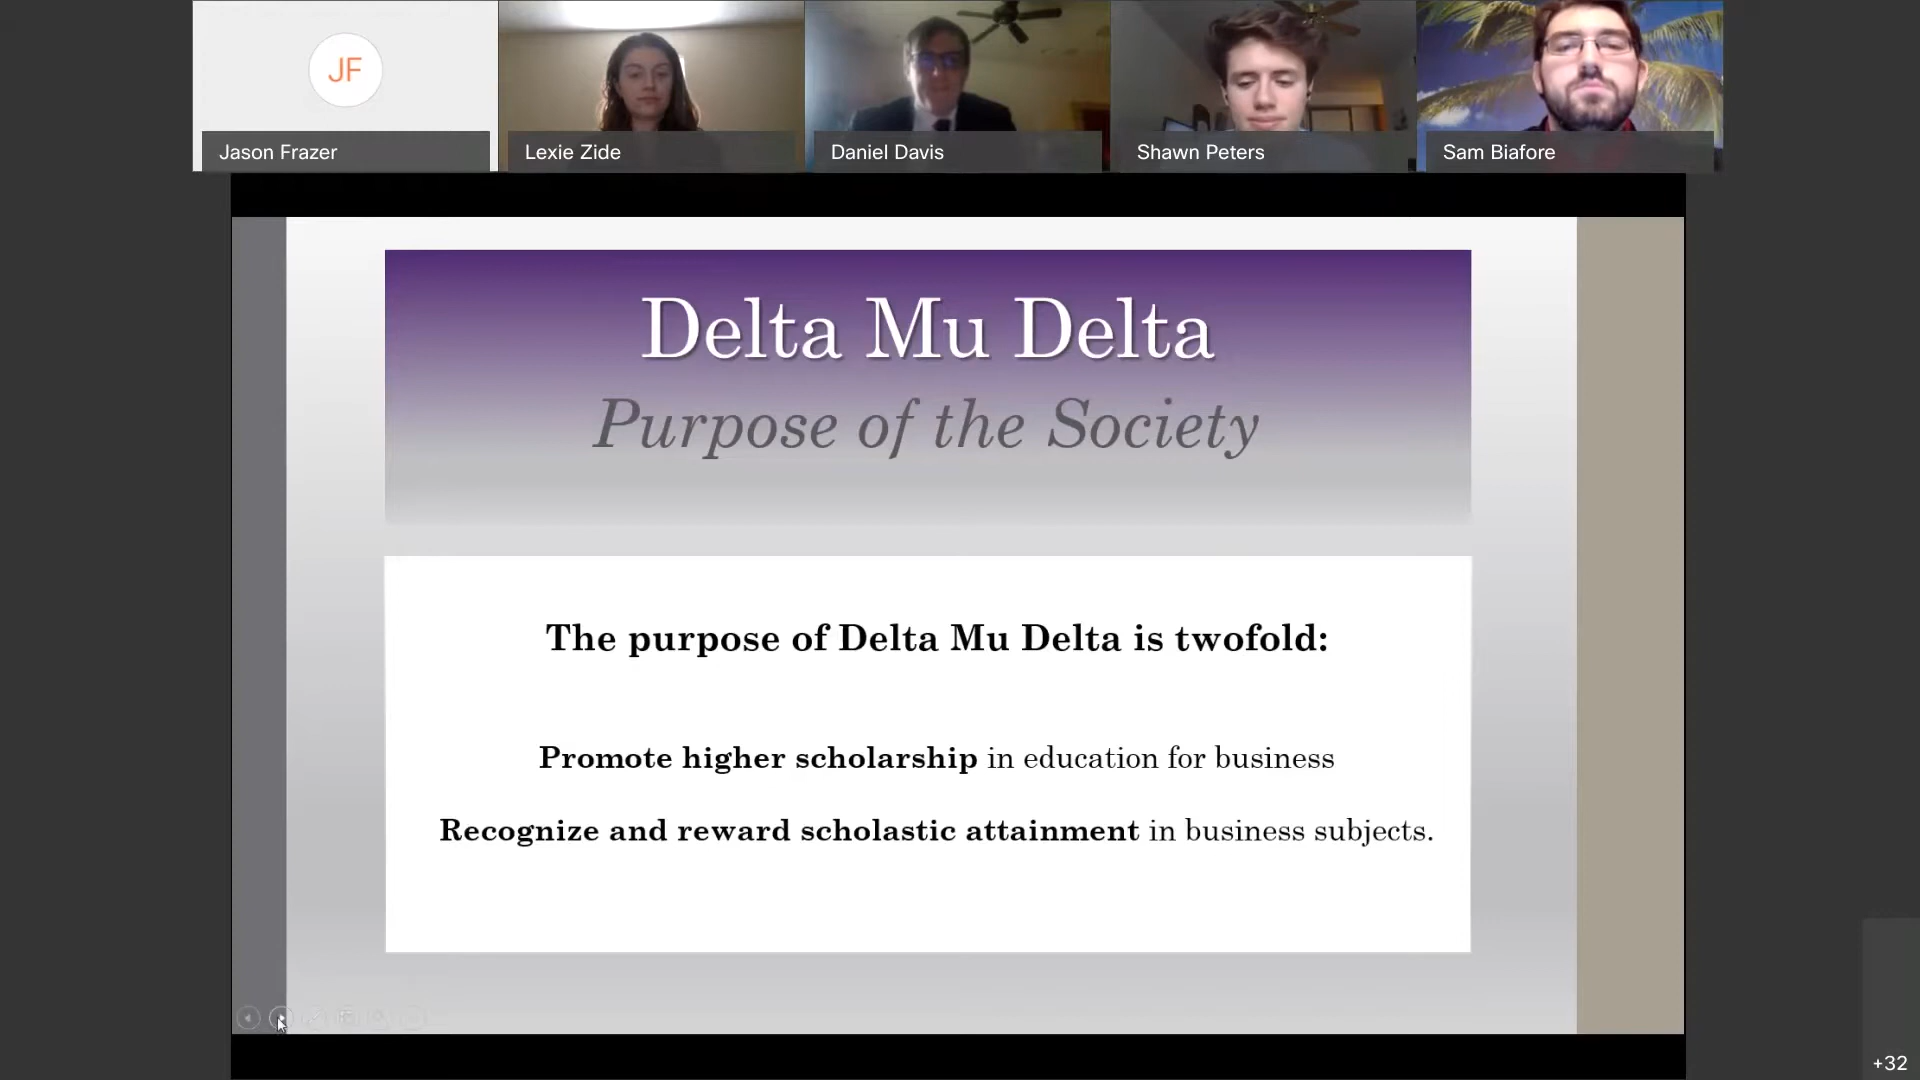 JF
Jason Frazer
Lexie Zide
Daniel Davis
Shawn Peters
Sam Biafore
Delta Mu Delta
Purpose of the Society
The purpose of Delta Mu Delta is twofold:
Promote higher scholarship in education for business
Recognize and reward scholastic attainment in business subjects.
+32